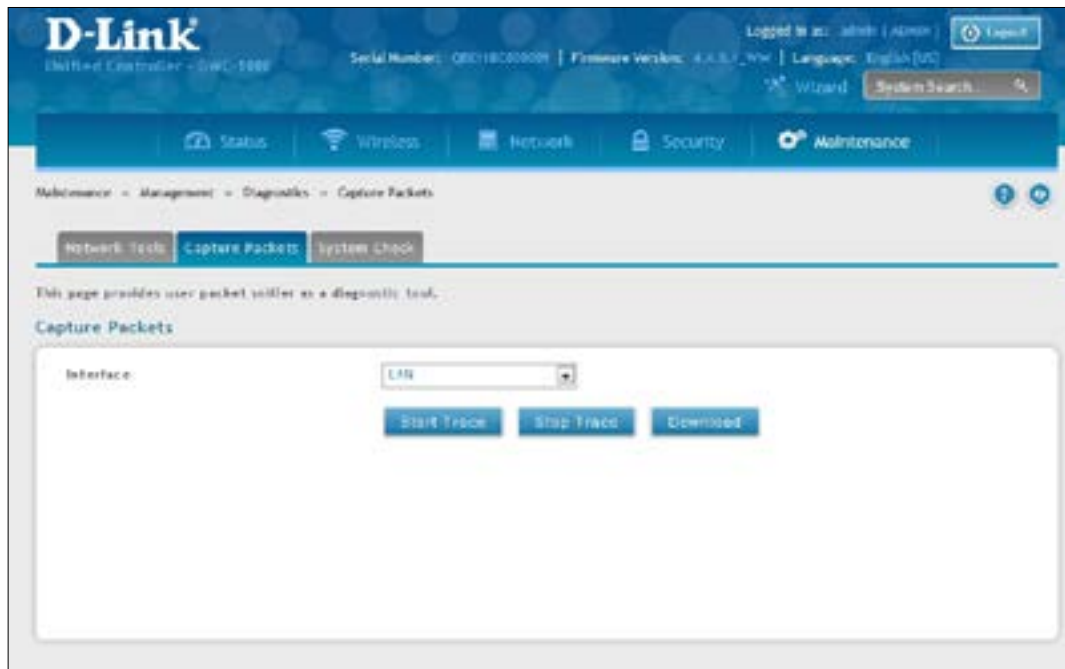 D-Link
Logged in as: admin ( ADMIN )
Logout
Unified Controller - DWC-1000
Serial Number: | Firmware Version: | Language: English [US]
Wizard
System Search...
Status
Wireless
Network
Security
Maintenance
Maintenance » Management » Diagnostics » Capture Packets
Network Tools
Capture Packets
System Check
This page provides user packet sniffer as a diagnostic tool.
Capture Packets
Interface
LAN
Start Trace
Stop Trace
Download